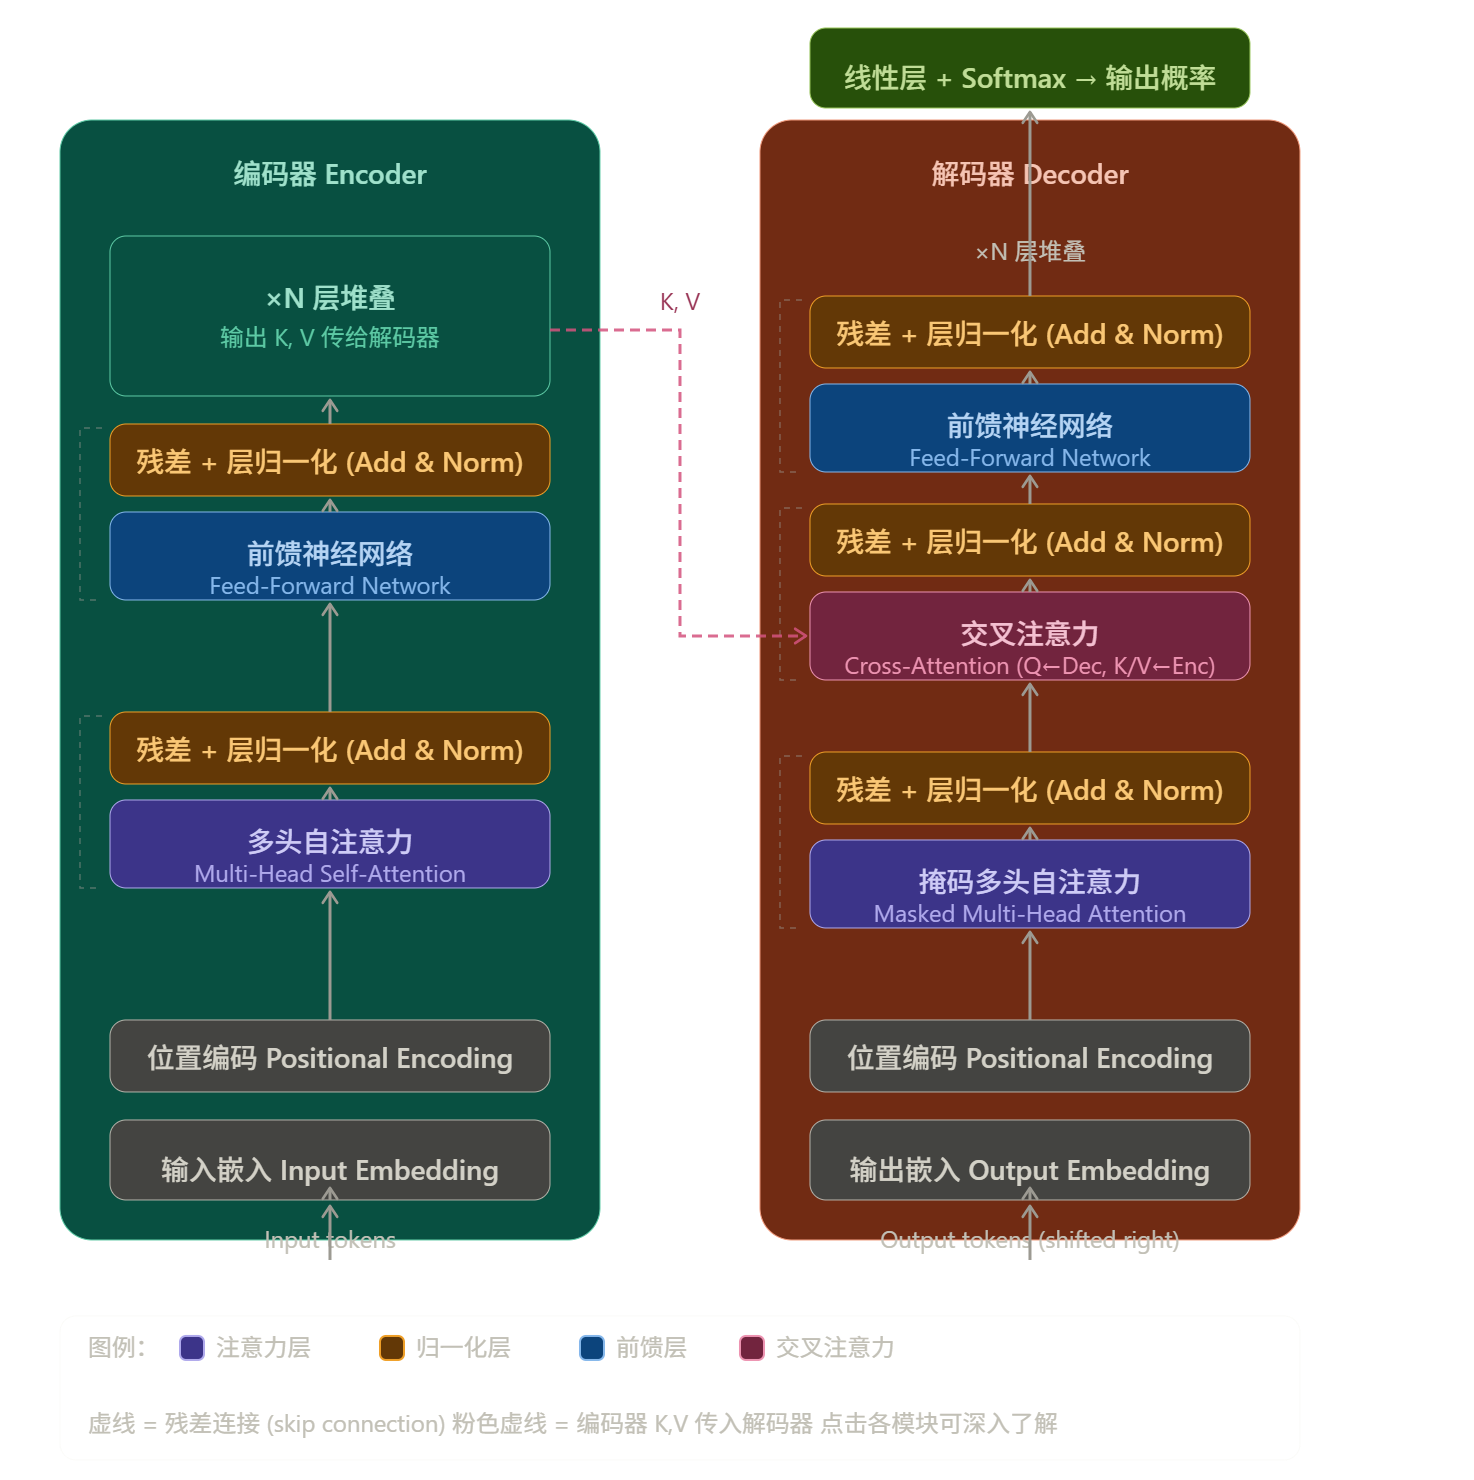 线性层 + Softmax → 输出概率
编码器 Encoder
×N 层堆叠
输出 K, V 传给解码器
残差 + 层归一化 (Add & Norm)
前馈神经网络
Feed-Forward Network
残差 + 层归一化 (Add & Norm)
多头自注意力
Multi-Head Self-Attention
位置编码 Positional Encoding
输入嵌入 Input Embedding
Input tokens
K, V
解码器 Decoder
×N 层堆叠
残差 + 层归一化 (Add & Norm)
前馈神经网络
Feed-Forward Network
残差 + 层归一化 (Add & Norm)
交叉注意力
Cross-Attention (Q←Dec, K/V←Enc)
残差 + 层归一化 (Add & Norm)
掩码多头自注意力
Masked Multi-Head Attention
位置编码 Positional Encoding
输出嵌入 Output Embedding
Output tokens (shifted right)
图例： 注意力层 归一化层 前馈层 交叉注意力
虚线 = 残差连接 (skip connection) 粉色虚线 = 编码器 K,V 传入解码器 点击各模块可深入了解